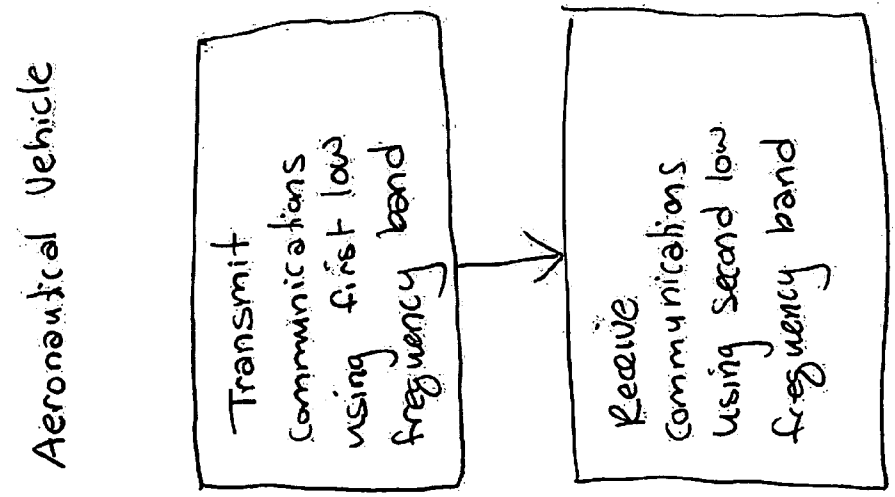 Aeronautical Vehicle
Transmit
communications
using first low
frequency band
Receive
communications
using second low
frequency band